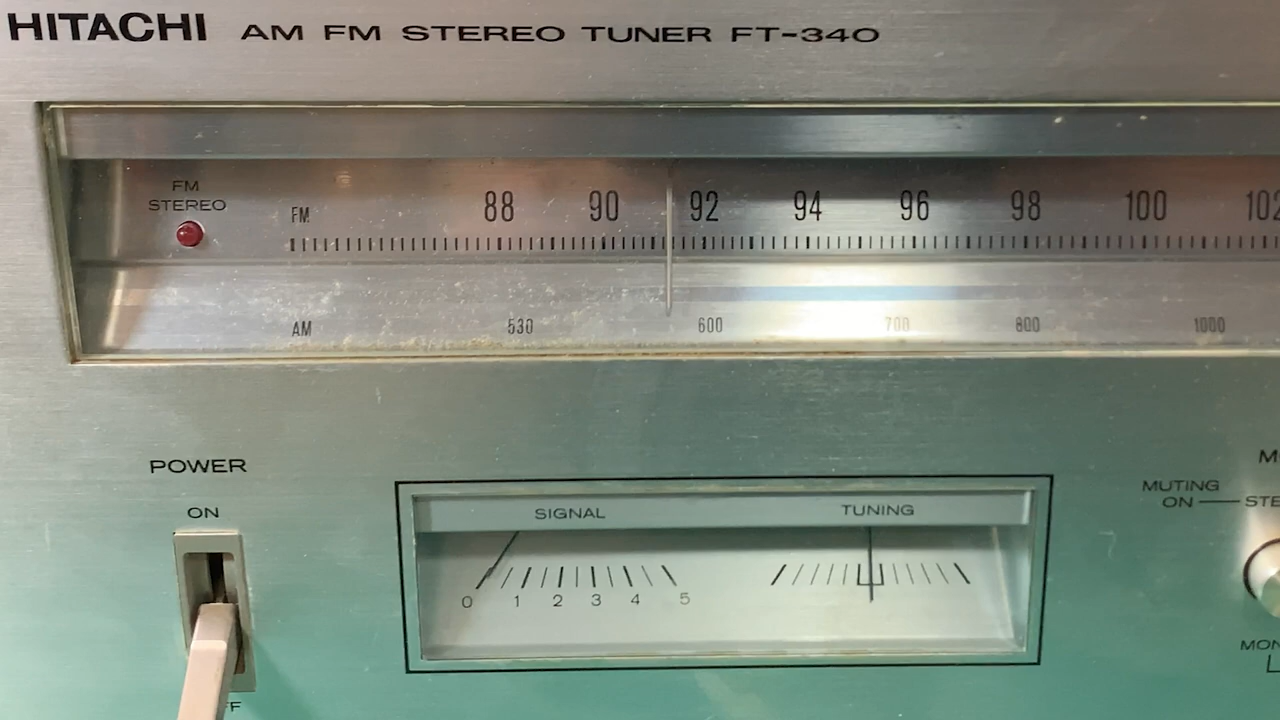 HITACHI AM FM STEREO TUNER FT-340
FM
STEREO
FM 88 90 92 94 96 98 100 102
AM 530 600 700 800 1000
POWER
ON
SIGNAL TUNING
0 1 2 3 4 5
MUTING
ON